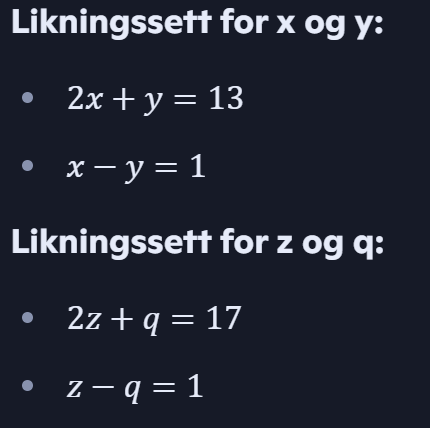 Likningssett for x og y:
• 2x + y = 13
• x − y = 1
Likningssett for z og q:
• 2z + q = 17
• z − q = 1